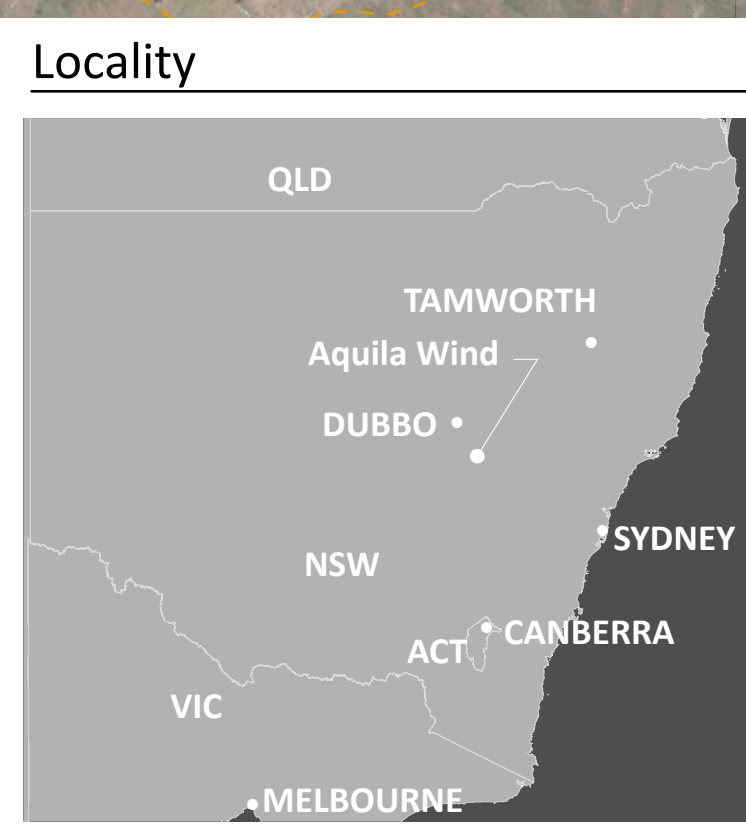 Locality
QLD
TAMWORTH
Aquila Wind
DUBBO
SYDNEY
NSW
CANBERRA
ACT
VIC
MELBOURNE